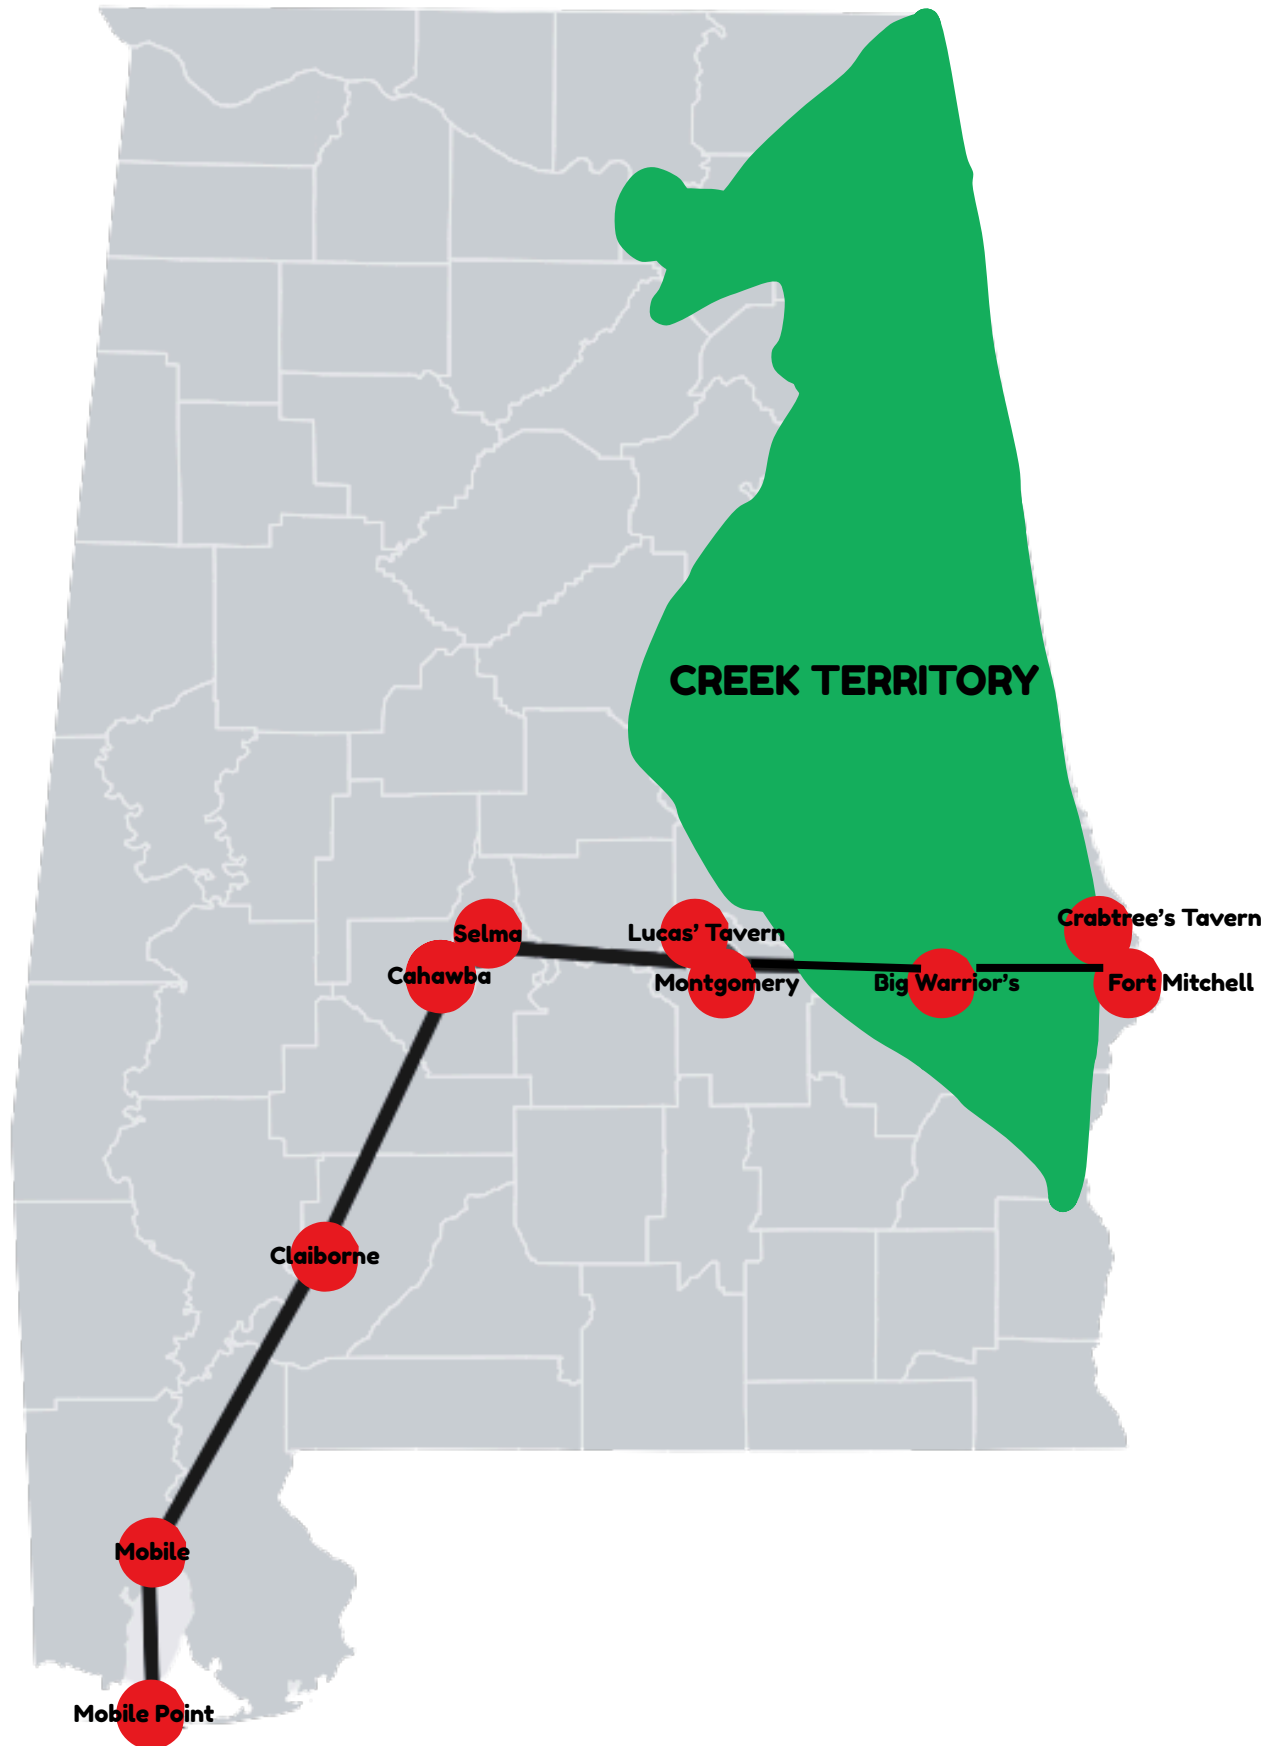 CREEK TERRITORY
Crabtree's Tavern
Selma
Lucas' Tavern
Cahawba
Montgomery
Big Warrior's
Fort Mitchell
Claiborne
Mobile
Mobile Point